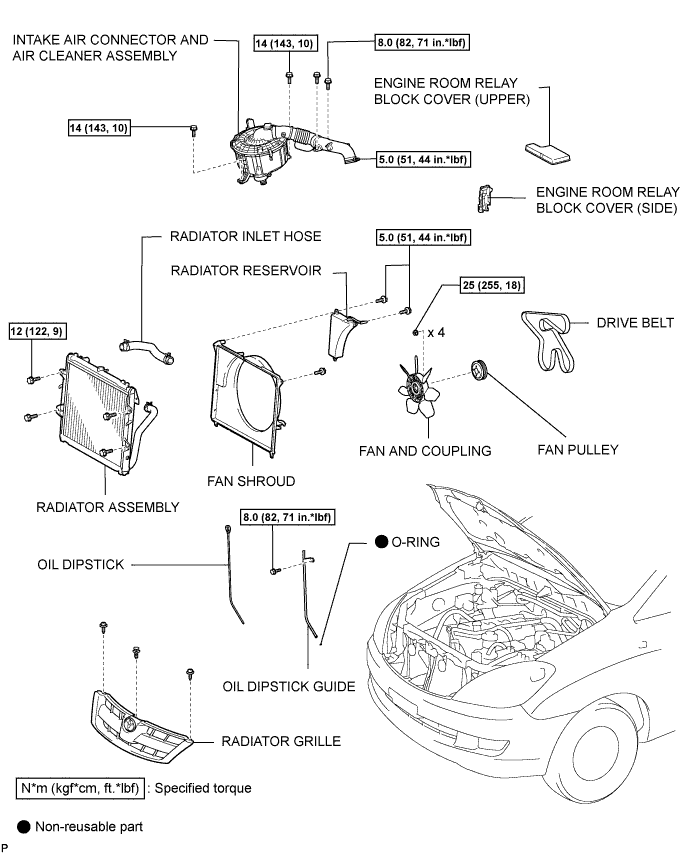 INTAKE AIR CONNECTOR AND
AIR CLEANER ASSEMBLY
14 (143, 10)
8.0 (82, 71 in.*lbf)
ENGINE ROOM RELAY
BLOCK COVER (UPPER)
14 (143, 10)
5.0 (51, 44 in.*lbf)
ENGINE ROOM RELAY
BLOCK COVER (SIDE)
RADIATOR INLET HOSE
5.0 (51, 44 in.*lbf)
RADIATOR RESERVOIR
25 (255, 18)
12 (122, 9)
x 4
DRIVE BELT
FAN AND COUPLING
FAN PULLEY
FAN SHROUD
RADIATOR ASSEMBLY
8.0 (82, 71 in.*lbf)
O-RING
OIL DIPSTICK
OIL DIPSTICK GUIDE
RADIATOR GRILLE
N*m (kgf*cm, ft.*lbf) : Specified torque
Non-reusable part
P